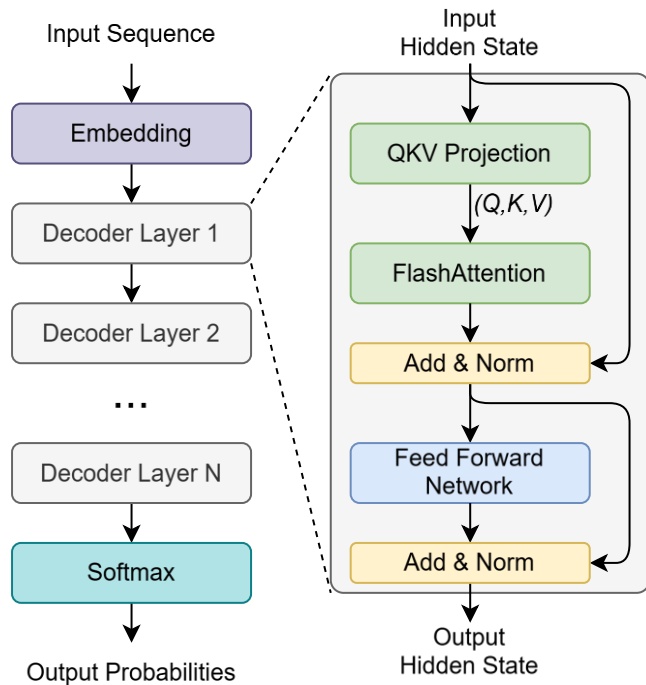 Input Sequence
Embedding
Decoder Layer 1
Decoder Layer 2
...
Decoder Layer N
Softmax
Output Probabilities
Input
Hidden State
QKV Projection
(Q,K,V)
FlashAttention
Add & Norm
Feed Forward
Network
Add & Norm
Output
Hidden State